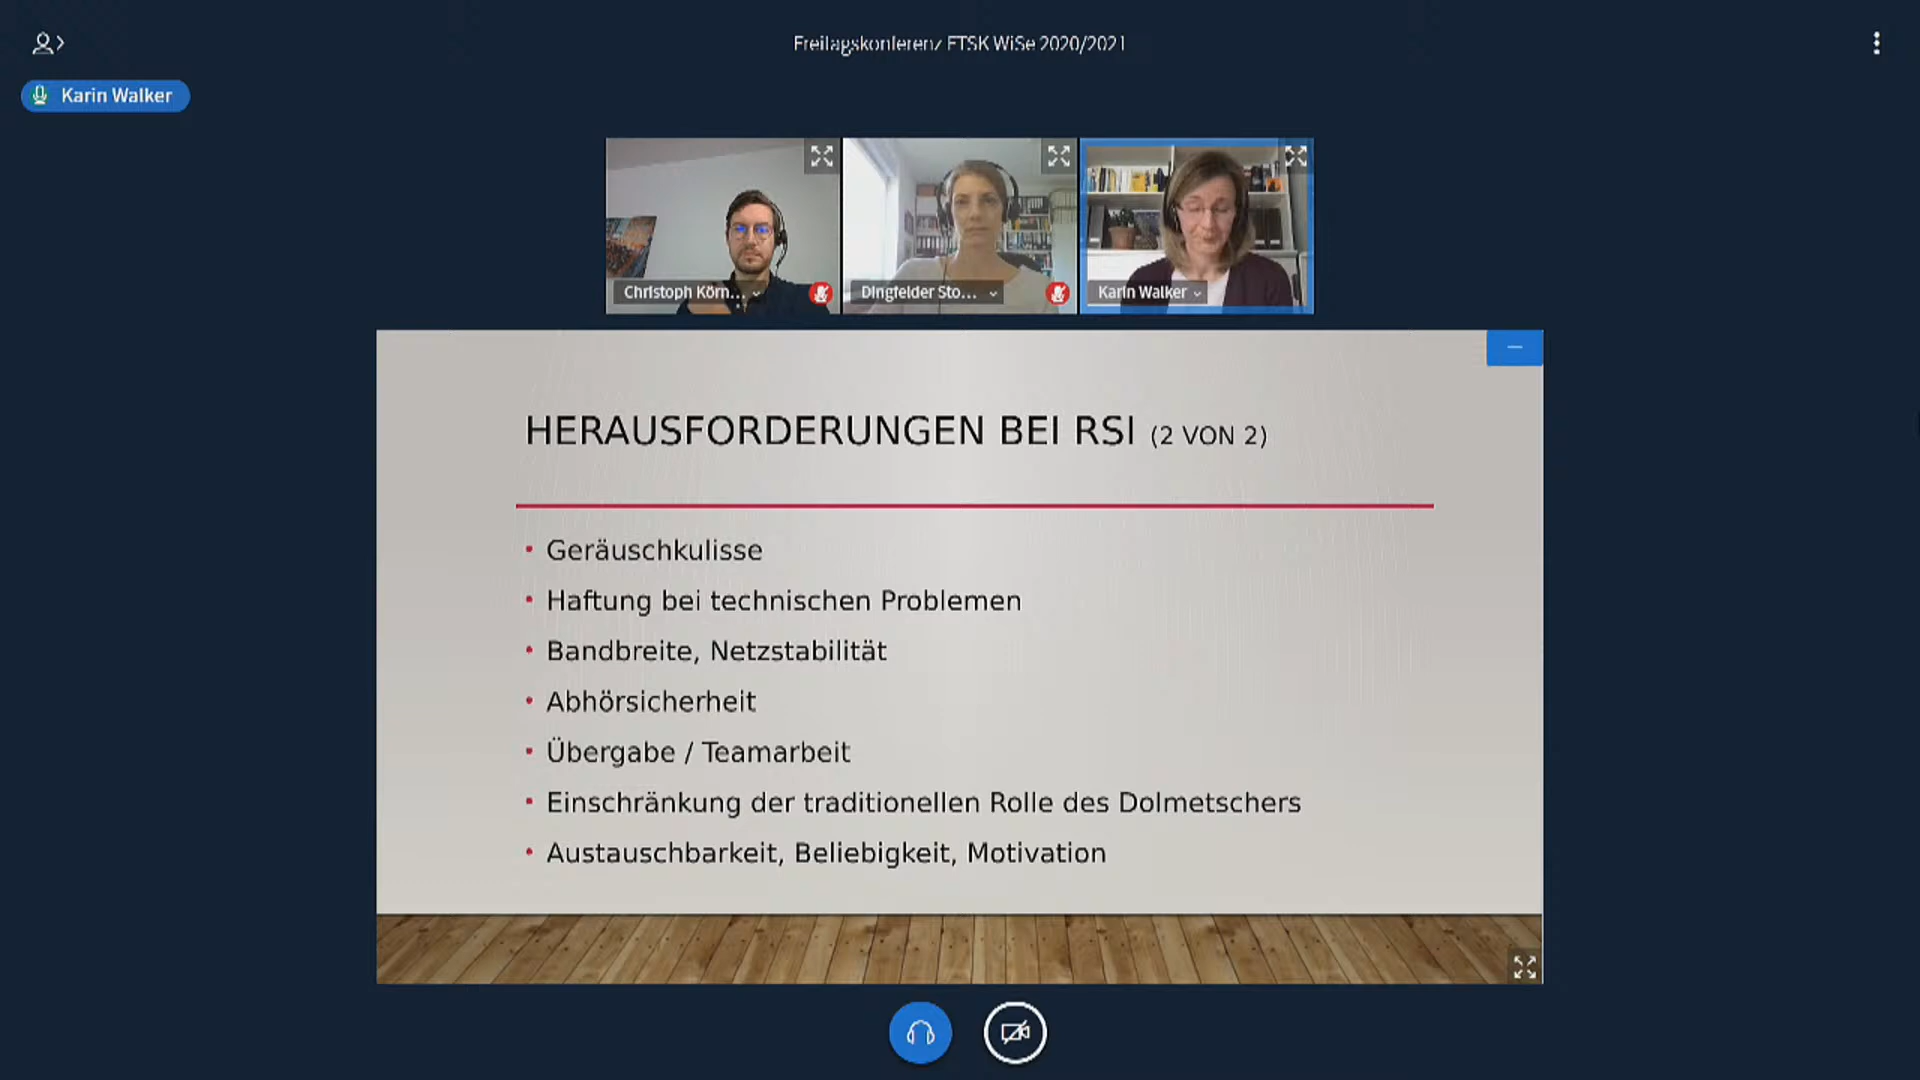 Freitagskonferenz FTSK WiSe 2020/2021
Karin Walker
Christoph Körn...
Dingfelder Sto...
Karin Walker
HERAUSFORDERUNGEN BEI RSI (2 VON 2)
• Geräuschkulisse
• Haftung bei technischen Problemen
• Bandbreite, Netzstabilität
• Abhörsicherheit
• Übergabe / Teamarbeit
• Einschränkung der traditionellen Rolle des Dolmetschers
• Austauschbarkeit, Beliebigkeit, Motivation